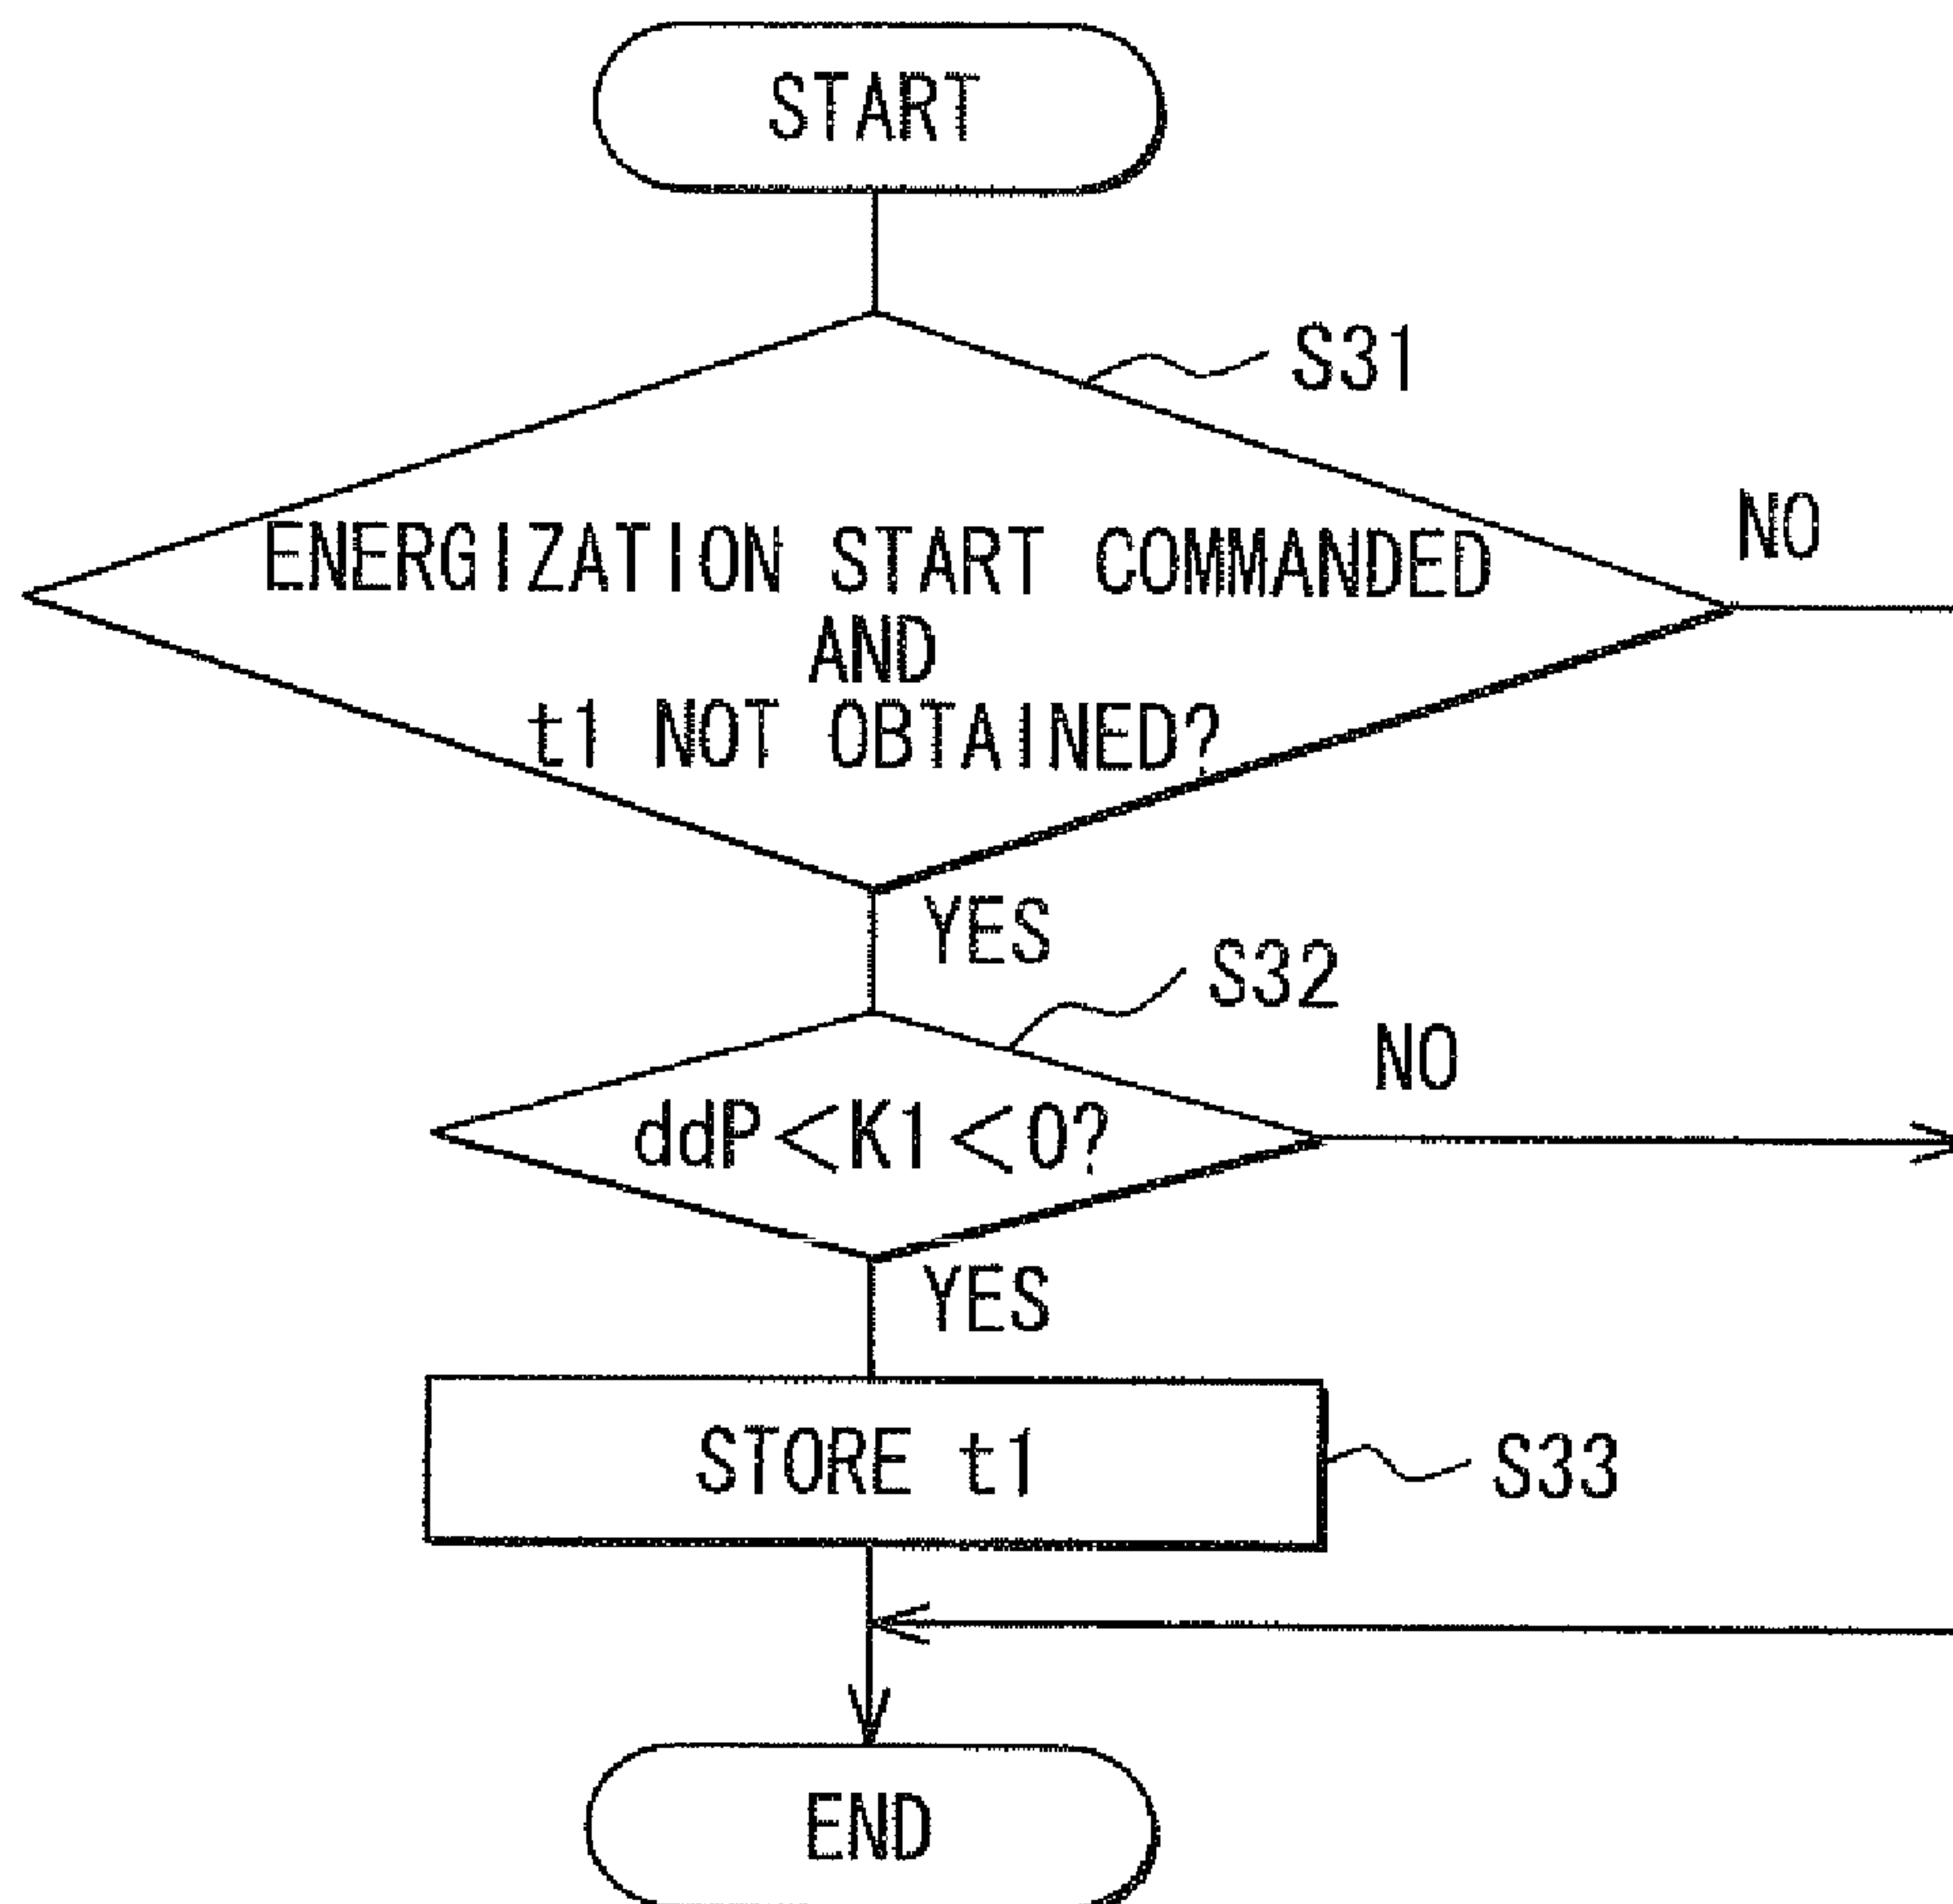 START
S31
ENERGIZATION START COMMANDED
AND
t1 NOT OBTAINED?
NO
YES
S32
NO
ddP<K1<0?
YES
STORE t1
S33
END